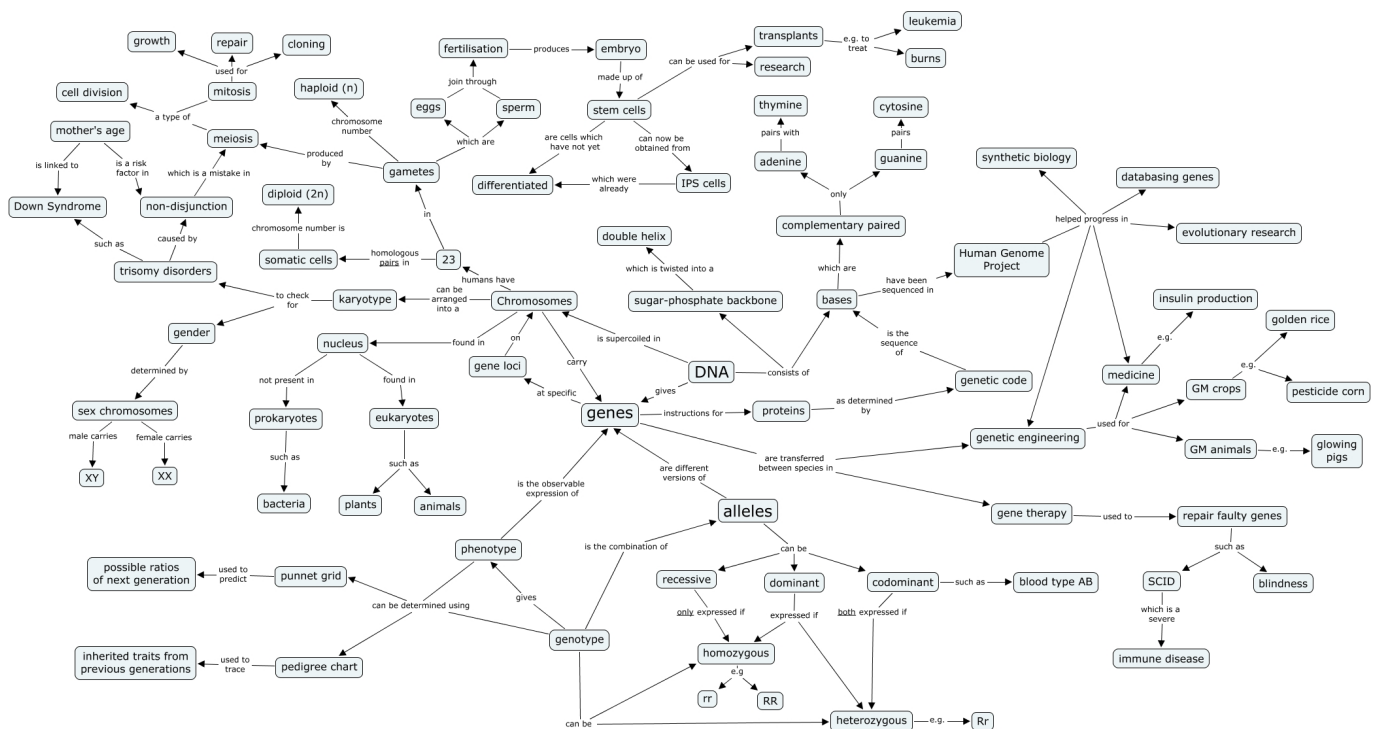 leukemia
growth
repair
cloning
fertilisation
produces
embryo
transplants
e.g. to
treat
burns
used for
can be used for
research
cell division
mitosis
haploid (n)
join through
made up of
thymine
cytosine
a type of
eggs
sperm
stem cells
mother's age
meiosis
chromosome
number
which are
are cells which
have not yet
can now be
obtained from
pairs with
pairs
is linked to
is a risk
factor in
which is a mistake in
produced
by
gametes
adenine
guanine
synthetic biology
differentiated
which were
already
IPS cells
databasing genes
Down Syndrome
non-disjunction
diploid (2n)
in
only
complementary paired
helped progress in
such as
caused by
chromosome number is
double helix
evolutionary research
trisomy disorders
somatic cells
homologous
pairs in
23
which is twisted into a
which are
Human Genome
Project
humans have
have been
sequenced in
to check
for
karyotype
can be
arranged
into a
Chromosomes
sugar-phosphate backbone
bases
insulin production
gender
nucleus
found in
on
is supercoiled in
is the
sequence
of
golden rice
e.g.
gene loci
carry
DNA
consists of
determined by
not present in
found in
at specific
gives
genetic code
medicine
GM crops
e.g.
pesticide corn
sex chromosomes
prokaryotes
eukaryotes
genes
instructions for
proteins
as determined
by
used for
male carries
female carries
genetic engineering
GM animals
e.g.
glowing
pigs
XY
XX
such as
such as
are different
versions of
are transferred
between species in
bacteria
plants
animals
is the observable
expression of
alleles
gene therapy
used to
repair faulty genes
phenotype
is the combination of
can be
such as
possible ratios
of next generation
used to
predict
punnet grid
can be determined using
gives
recessive
dominant
codominant
such as
blood type AB
SCID
blindness
only expressed if
expressed if
both expressed if
which is a
severe
genotype
homozygous
immune disease
inherited traits from
previous generations
used to
trace
pedigree chart
e.g
rr
RR
can be
heterozygous
e.g.
Rr